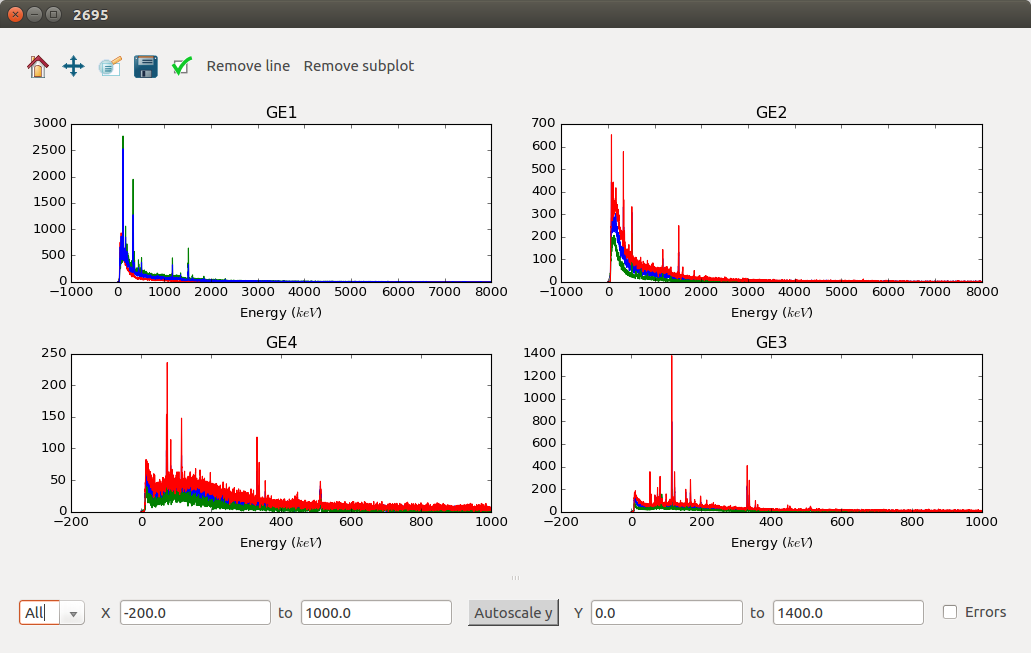 2695
Remove line Remove subplot
GE1
3000
2500
2000
1500
1000
500
0
−1000 0 1000 2000 3000 4000 5000 6000 7000 8000
Energy (keV)
GE2
700
600
500
400
300
200
100
0
−1000 0 1000 2000 3000 4000 5000 6000 7000 8000
Energy (keV)
GE4
250
200
150
100
50
0
−200 0 200 400 600 800 1000
Energy (keV)
GE3
1400
1200
1000
800
600
400
200
0
−200 0 200 400 600 800 1000
Energy (keV)
All X -200.0 to 1000.0 Autoscale y Y 0.0 to 1400.0 Errors